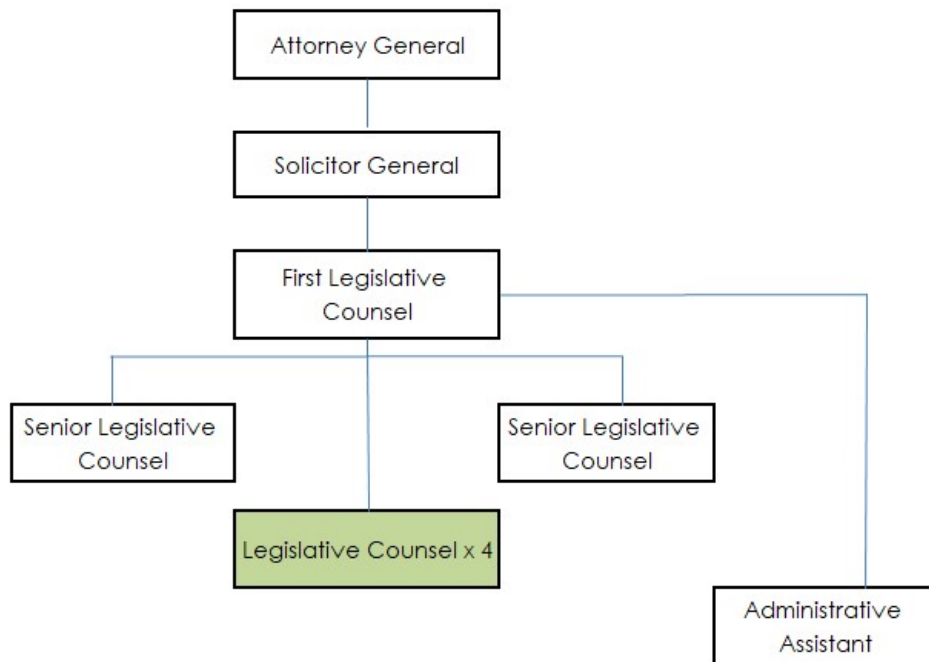 Attorney General
Solicitor General
First Legislative
Counsel
Senior Legislative
Counsel
Senior Legislative
Counsel
Legislative Counsel x 4
Administrative
Assistant